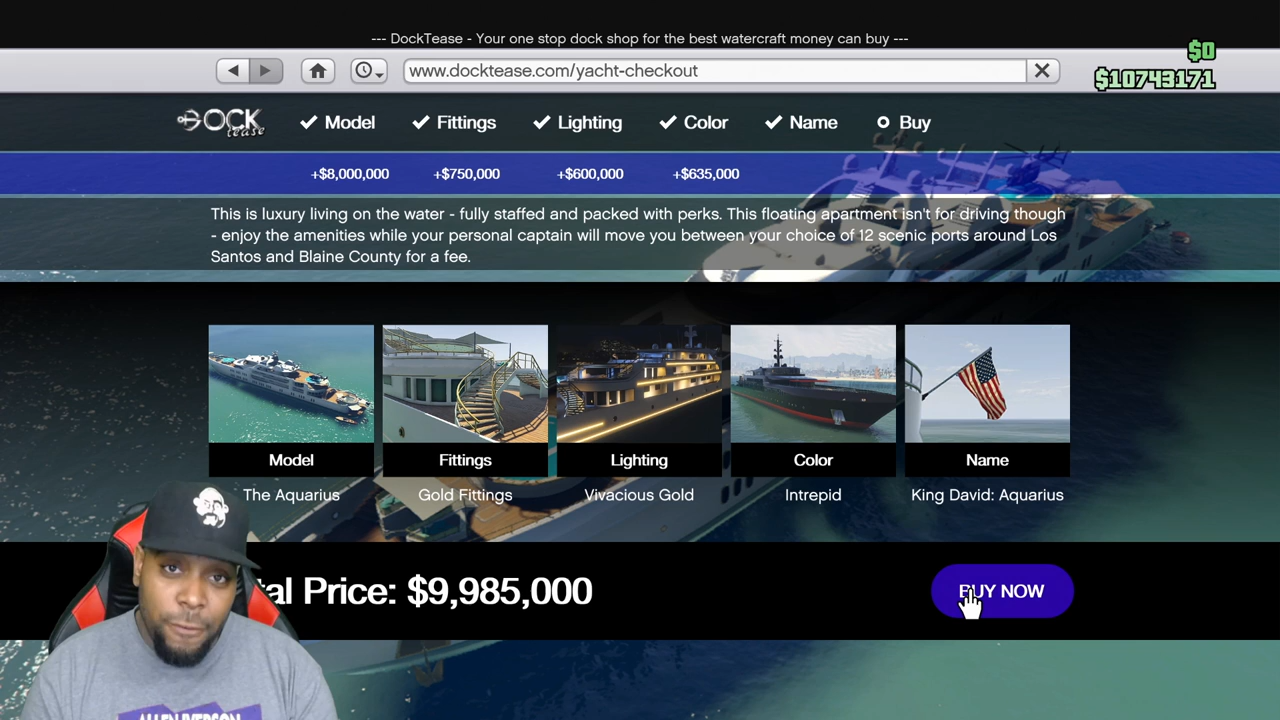 --- DockTease - Your one stop dock shop for the best watercraft money can buy ---
$0
www.docktease.com/yacht-checkout
$10743171
DOCK tease
Model Fittings Lighting Color Name Buy
+$8,000,000 +$750,000 +$600,000 +$635,000
This is luxury living on the water - fully staffed and packed with perks. This floating apartment isn't for driving though
- enjoy the amenities while your personal captain will move you between your choice of 12 scenic ports around Los
Santos and Blaine County for a fee.
Model Fittings Lighting Color Name
The Aquarius Gold Fittings Vivacious Gold Intrepid King David: Aquarius
tal Price: $9,985,000
BUY NOW
ALLEN IVERSON